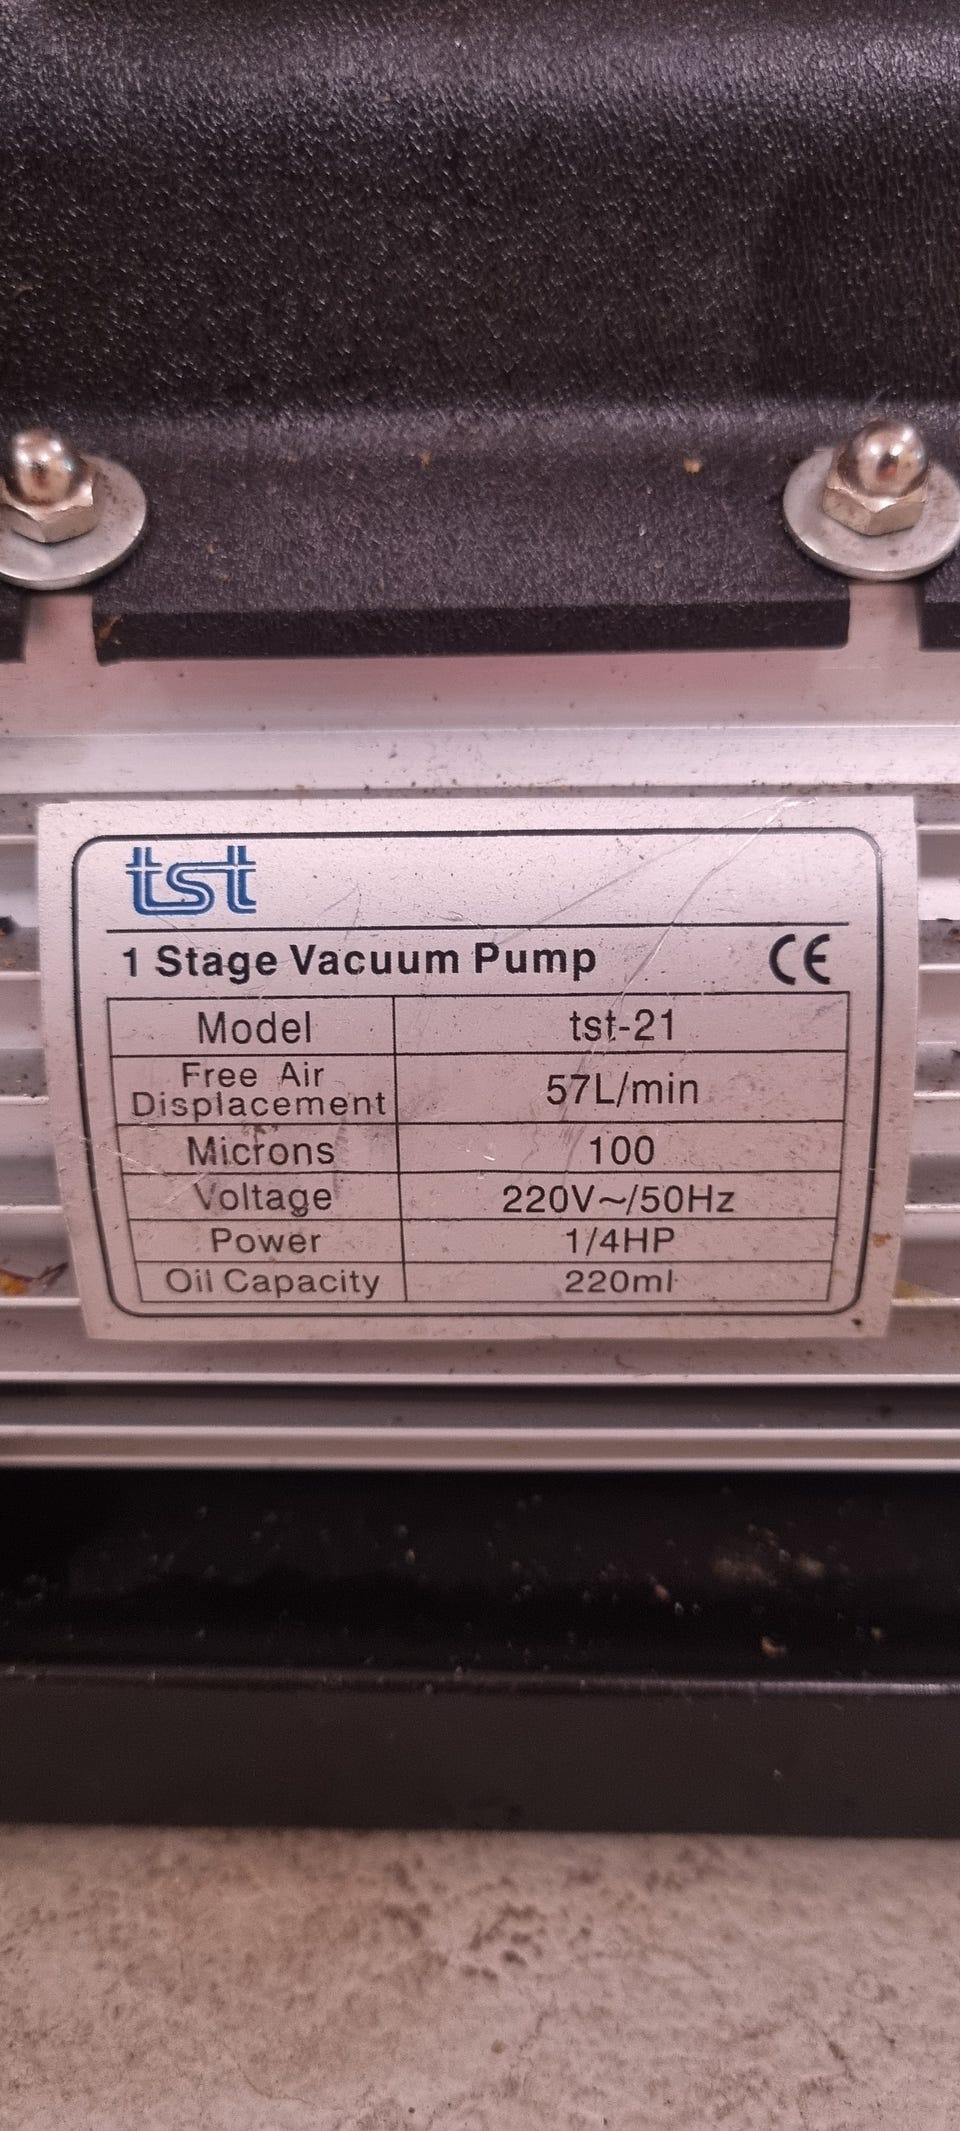 tst
1 Stage Vacuum Pump CE
Model tst-21
Free Air Displacement 57L/min
Microns 100
Voltage 220V~/50Hz
Power 1/4HP
Oil Capacity 220ml